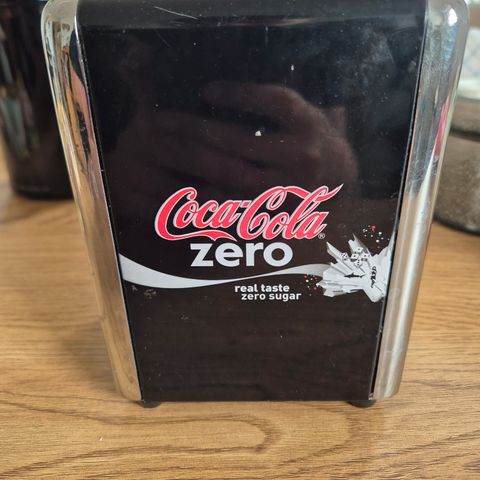 Coca-Cola®
zero
real taste
zero sugar